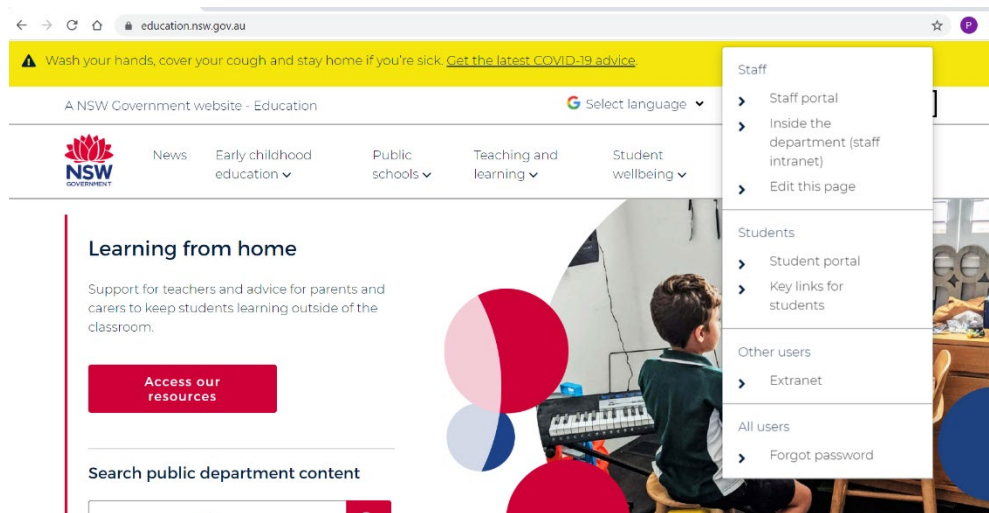 education.nsw.gov.au
P
Wash your hands, cover your cough and stay home if you're sick. Get the latest COVID-19 advice.
A NSW Government website - Education
G Select language
NSW
GOVERNMENT
News
Early childhood
education
Public
schools
Teaching and
learning
Student
wellbeing
Learning from home
Support for teachers and advice for parents and
carers to keep students learning outside of the
classroom.
Access our
resources
Search public department content
Staff
Staff portal
Inside the
department (staff
intranet)
Edit this page
Students
Student portal
Key links for
students
Other users
Extranet
All users
Forgot password